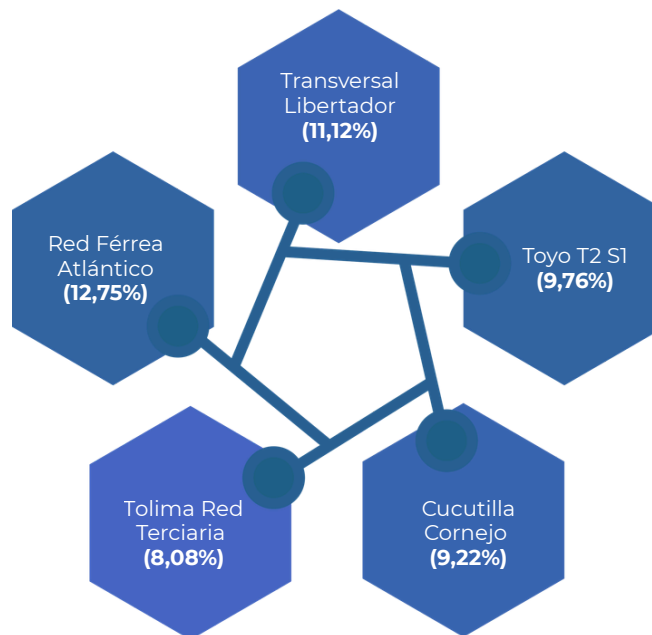 Transversal
Libertador
(11,12%)
Red Férrea
Atlántico
(12,75%)
Toyo T2 S1
(9,76%)
Tolima Red
Terciaria
(8,08%)
Cucutilla
Cornejo
(9,22%)